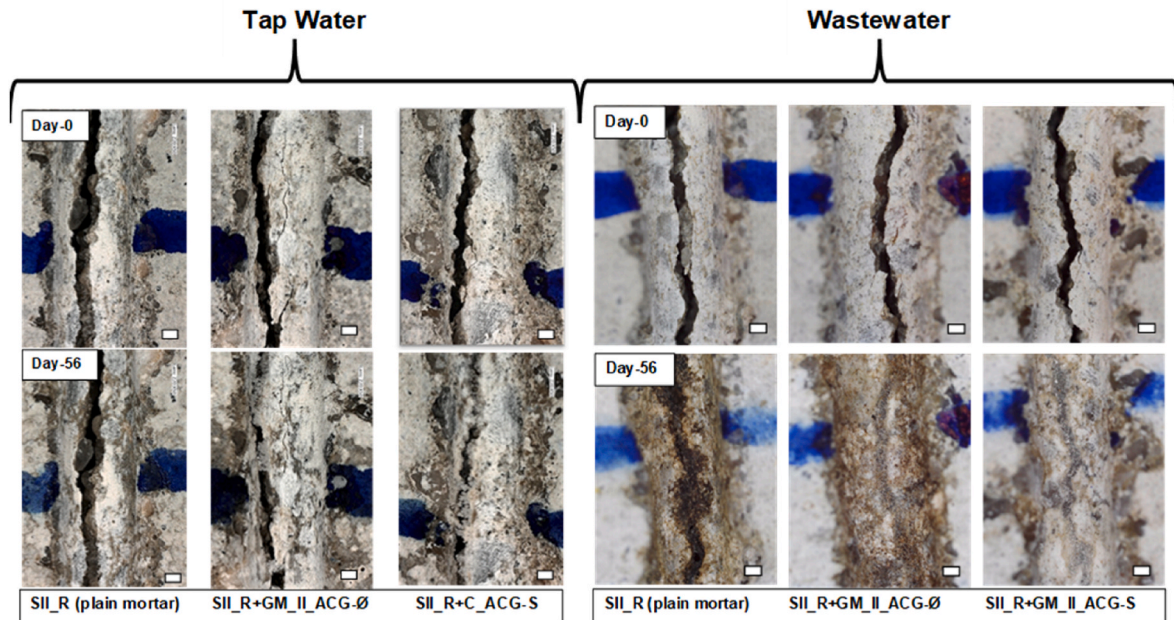 Tap Water
Wastewater
Day-0
Day-0
Day-56
Day-56
SII_R (plain mortar)
SII_R+GM_II_ACG-Ø
SII_R+C_ACG-S
SII_R (plain mortar)
SII_R+GM_II_ACG-Ø
SII_R+GM_II_ACG-S